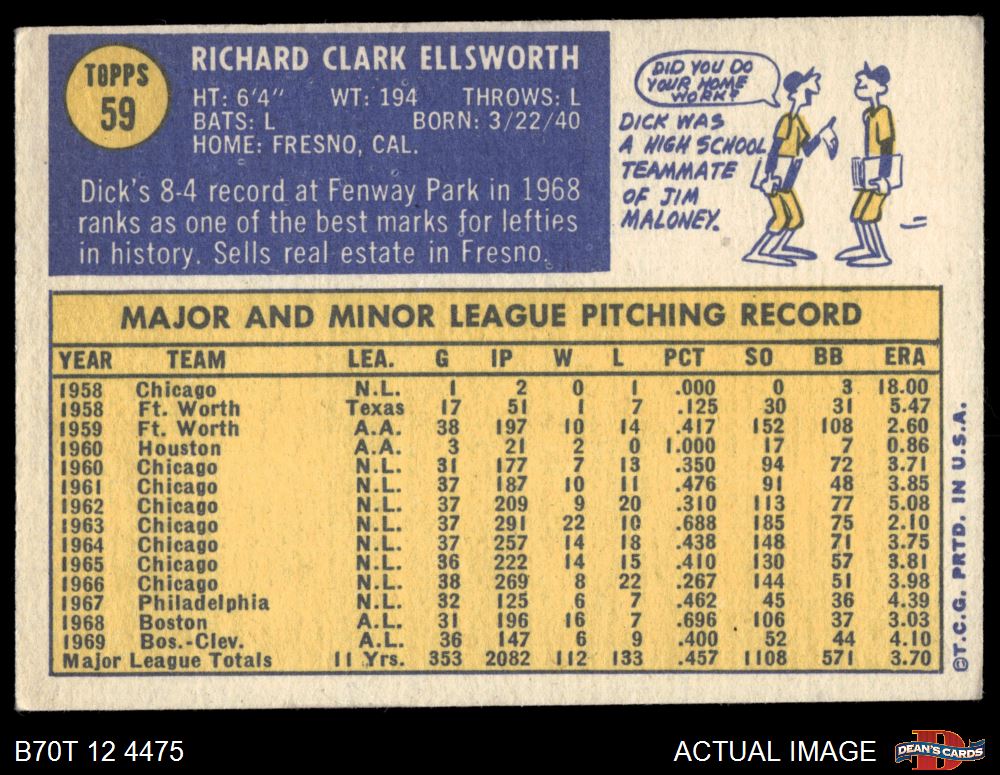 TOPPS
59
RICHARD CLARK ELLSWORTH
HT: 6'4" WT: 194 THROWS: L
BATS: L BORN: 3/22/40
HOME: FRESNO, CAL.
Dick's 8-4 record at Fenway Park in 1968
ranks as one of the best marks for lefties
in history. Sells real estate in Fresno.
DID YOU DO
YOUR HOME
WORK?
DICK WAS
A HIGH SCHOOL
TEAMMATE
OF JIM
MALONEY.
MAJOR AND MINOR LEAGUE PITCHING RECORD
YEAR TEAM LEA. G IP W L PCT SO BB ERA
1958 Chicago N.L. 1 2 0 1 .000 0 3 18.00
1958 Ft. Worth Texas 17 51 1 7 .125 30 31 5.47
1959 Ft. Worth A.A. 38 197 10 14 .417 152 108 2.60
1960 Houston A.A. 3 21 2 0 1.000 17 7 0.86
1960 Chicago N.L. 31 177 7 13 .350 94 72 3.71
1961 Chicago N.L. 37 187 10 11 .476 91 48 3.85
1962 Chicago N.L. 37 209 9 20 .310 113 77 5.08
1963 Chicago N.L. 37 291 22 10 .688 185 75 2.10
1964 Chicago N.L. 37 257 14 18 .438 148 71 3.75
1965 Chicago N.L. 36 222 14 15 .410 130 57 3.81
1966 Chicago N.L. 38 269 8 22 .267 144 51 3.98
1967 Philadelphia N.L. 32 125 6 7 .462 45 36 4.39
1968 Boston A.L. 31 196 16 7 .696 106 37 3.03
1969 Bos.-Clev. A.L. 36 147 6 9 .400 52 44 4.10
Major League Totals 11 Yrs. 353 2082 112 133 .457 1108 571 3.70
©T.C.G. PRTD. IN U.S.A.
B70T 12 4475
ACTUAL IMAGE
DEAN'S CARDS